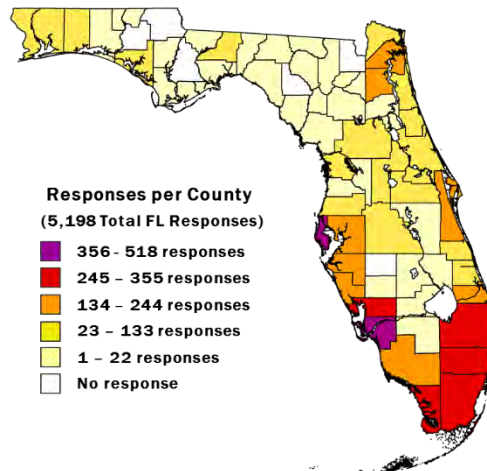 Responses per County
(5,198 Total FL Responses)
356 - 518 responses
245 – 355 responses
134 – 244 responses
23 – 133 responses
1 – 22 responses
No response